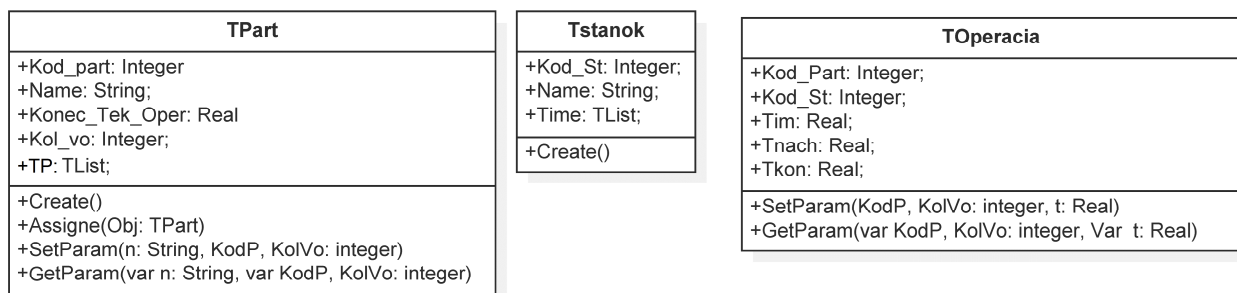 TPart
+Kod_part: Integer
+Name: String;
+Konec_Tek_Oper: Real
+Kol_vo: Integer;
+TP: TList;
+Create()
+Assigne(Obj: TPart)
+SetParam(n: String, KodP, KolVo: integer)
+GetParam(var n: String, var KodP, KolVo: integer)
Tstanok
+Kod_St: Integer;
+Name: String;
+Time: TList;
+Create()
TOperacia
+Kod_Part: Integer;
+Kod_St: Integer;
+Tim: Real;
+Tnach: Real;
+Tkon: Real;
+SetParam(KodP, KolVo: integer, t: Real)
+GetParam(var KodP, KolVo: integer, Var t: Real)